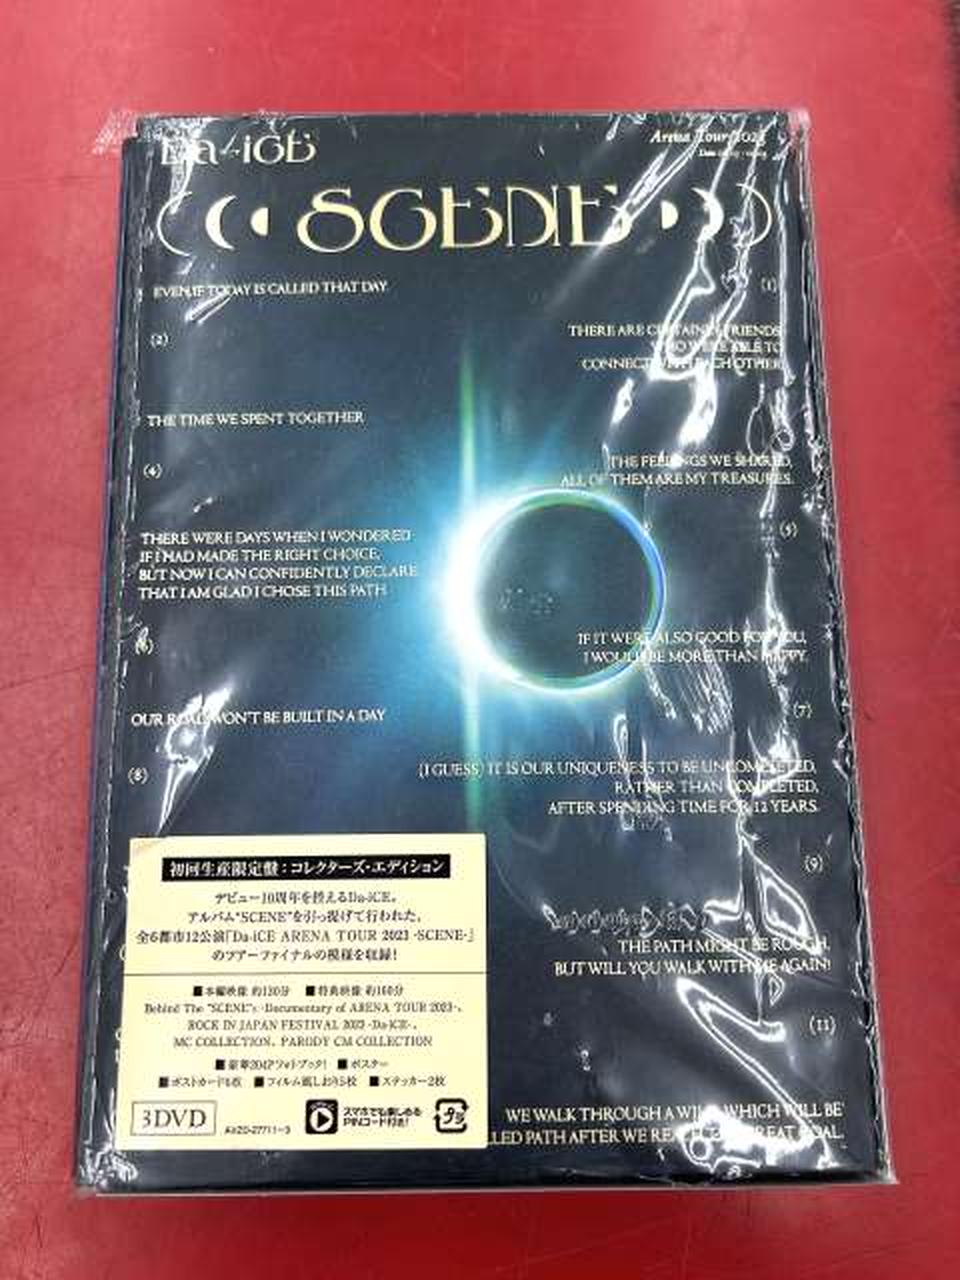 Da-iCE
Arena Tour 2023
SCENE
EVEN IF TODAY IS CALLED THAT DAY
(1)
(2)
THERE ARE CERTAINLY FRIENDS
WHO WERE ABLE TO
CONNECT WITH EACH OTHER
THE TIME WE SPENT TOGETHER
(4)
THE FEELINGS WE SHARED,
ALL OF THEM ARE MY TREASURES.
(5)
THERE WERE DAYS WHEN I WONDERED
IF I HAD MADE THE RIGHT CHOICE,
BUT NOW I CAN CONFIDENTLY DECLARE
THAT I AM GLAD I CHOSE THIS PATH
(6)
IF IT WERE ALSO GOOD FOR YOU,
I WOULD BE MORE THAN HAPPY.
(7)
OUR ROAD WON'T BE BUILT IN A DAY
(8)
(I GUESS) IT IS OUR UNIQUENESS TO BE UNCOMPLETED,
RATHER THAN COMPLETED,
AFTER SPENDING TIME FOR 12 YEARS.
(9)
THE PATH MIGHT BE ROUGH,
BUT WILL YOU WALK WITH ME AGAIN?
(11)
WE WALK THROUGH A WILD WHICH WILL BE
PATH AFTER WE REACH GREAT GOAL.
初回生産限定盤：コレクターズ・エディション
デビュー10周年を控えるDa-iCE。
アルバム"SCENE"を引っ提げて行われた、
全6都市12公演「Da-iCE ARENA TOUR 2023 -SCENE-」
のツアーファイナルの模様を収録！
■本編映像 約130分 ■特典映像 約160分
Behind The "SCENE"s -Documentary of ARENA TOUR 2023-、
ROCK IN JAPAN FESTIVAL 2023 -Da-iCE-、
MC COLLECTION、PARODY CM COLLECTION
■豪華204Pフォトブック！ ■ポスター
■ポストカード6枚 ■フィルム風しおり5枚 ■ステッカー2枚
3DVD
AVZD-27711~3
スマホでも楽しめる
PINコード付き！